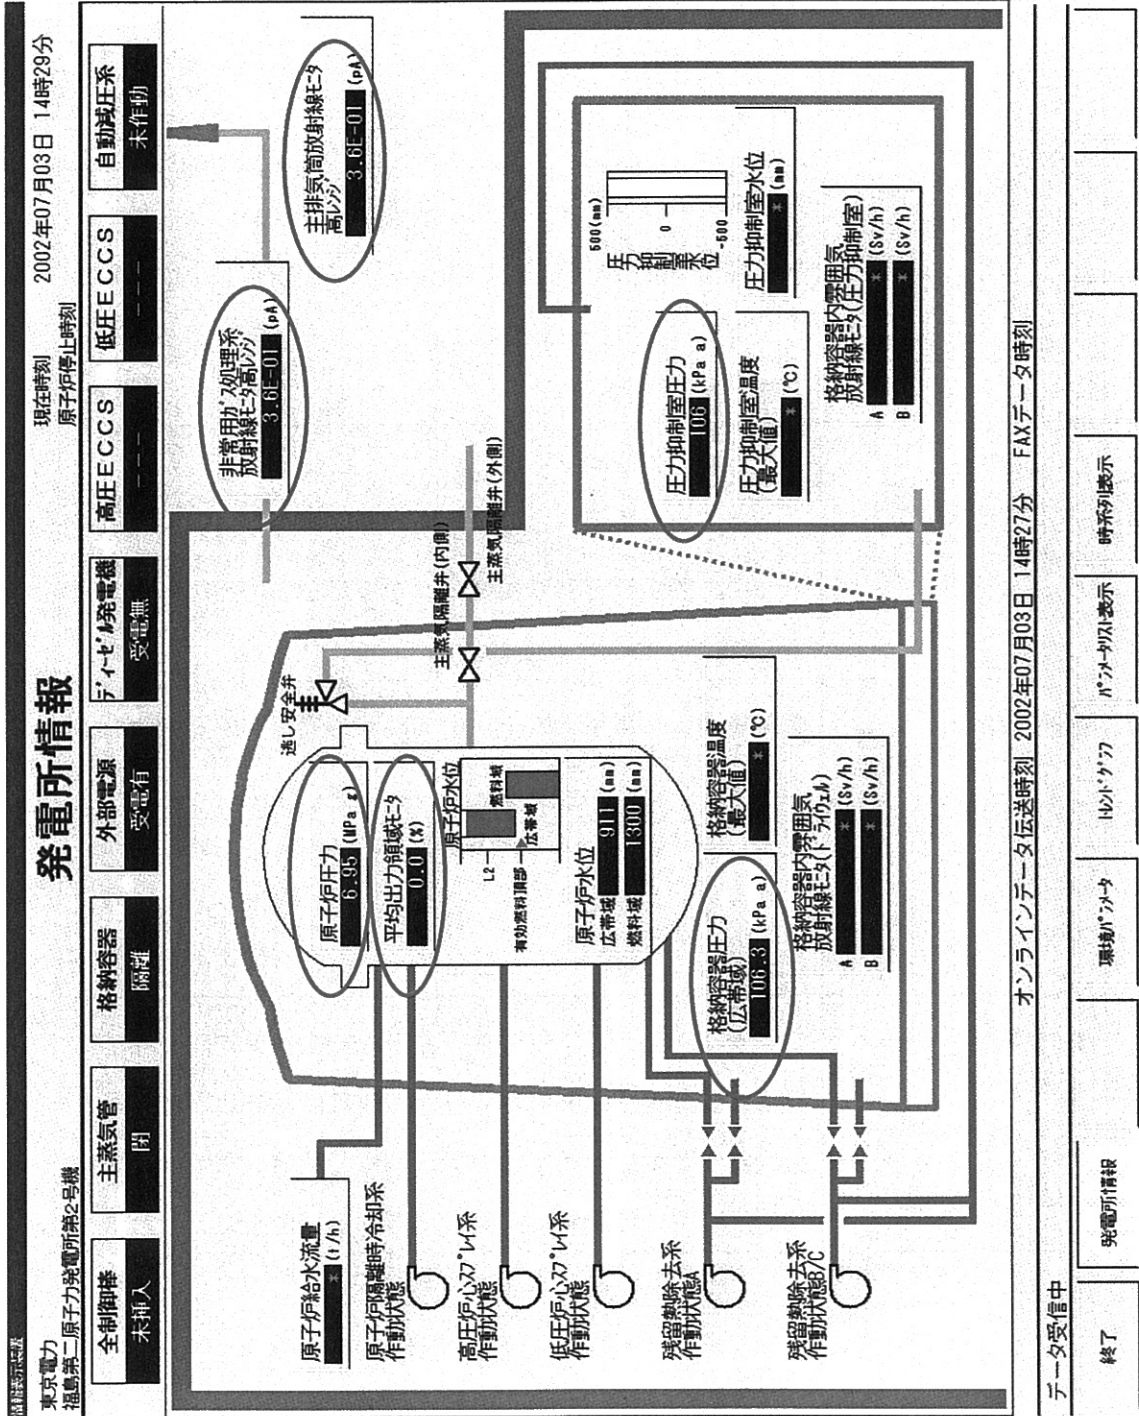 発電所情報
東京電力
福島第二原子力発電所第2号機
現在時刻 2002年07月03日 14時29分
原子炉停止時刻
全制御棒 主蒸気管 格納容器 外部電源 ディーゼル発電機 高圧ECCS 低圧ECCS 自動減圧系
未挿入 閉 隔離 受電有 受電無 --- --- 未作動
非常用ガス処理系
放射線モニタ高レンジ
3.6E-01 (pA)
主排気筒放射線モニタ
高レンジ
3.6E-01 (pA)
逃し安全弁
原子炉圧力
6.95 (MPa g)
平均出力領域モニタ
0.0 (%)
原子炉水位
L2
有効燃料頂部
燃料域
広帯域
原子炉水位
広帯域 911 (mm)
燃料域 1300 (mm)
主蒸気隔離弁(内側)
主蒸気隔離弁(外側)
原子炉給水流量
* (t/h)
原子炉隔離時冷却系
作動状態
高圧炉心スプレイ系
作動状態
低圧炉心スプレイ系
作動状態
残留熱除去系
作動状態A
残留熱除去系
作動状態B/C
格納容器圧力
(広帯域)
106.3 (kPa a)
格納容器温度
(最大値)
* (℃)
格納容器内雰囲気
放射線モニタ(ドライウェル)
A * (Sv/h)
B * (Sv/h)
圧力抑制室圧力
106 (kPa a)
圧力抑制室温度
(最大値)
* (℃)
500(mm)
0
-500
圧力抑制室水位
圧力抑制室水位
* (mm)
格納容器内雰囲気
放射線モニタ(圧力抑制室)
A * (Sv/h)
B * (Sv/h)
オンラインデータ伝送時刻 2002年07月03日 14時27分 FAXデータ時刻
データ受信中
終了 発電所情報 環境パラメータ トレンドグラフ パラメータリスト表示 時系列表示